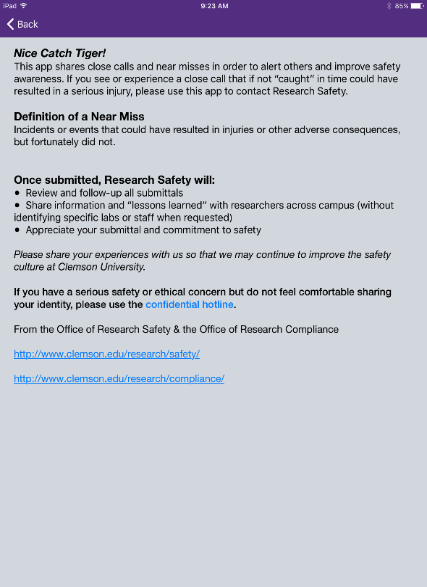 iPad 9:23 AM 85%
Back
Nice Catch Tiger!
This app shares close calls and near misses in order to alert others and improve safety
awareness. If you see or experience a close call that if not "caught" in time could have
resulted in a serious injury, please use this app to contact Research Safety.
Definition of a Near Miss
Incidents or events that could have resulted in injuries or other adverse consequences,
but fortunately did not.
Once submitted, Research Safety will:
• Review and follow-up all submittals
• Share information and "lessons learned" with researchers across campus (without
identifying specific labs or staff when requested)
• Appreciate your submittal and commitment to safety
Please share your experiences with us so that we may continue to improve the safety
culture at Clemson University.
If you have a serious safety or ethical concern but do not feel comfortable sharing
your identity, please use the confidential hotline.
From the Office of Research Safety & the Office of Research Compliance
http://www.clemson.edu/research/safety/
http://www.clemson.edu/research/compliance/